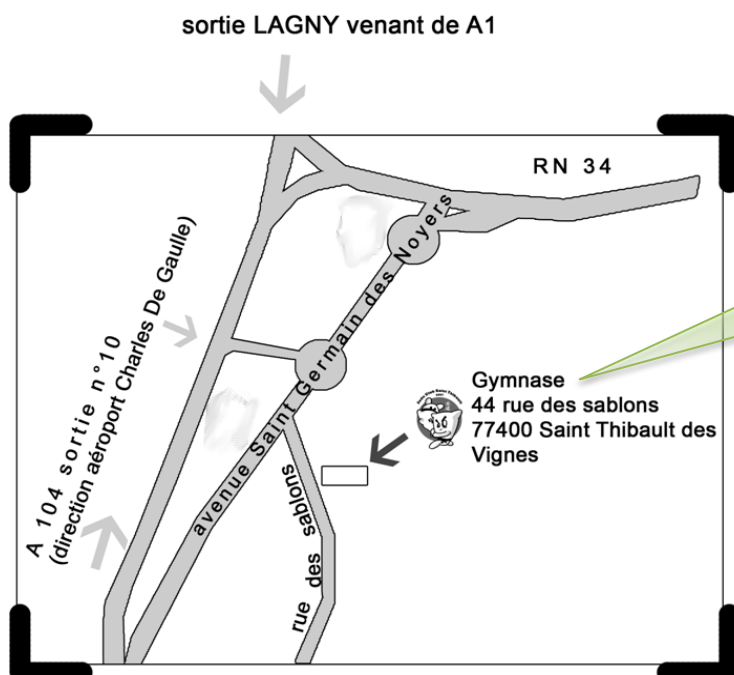 sortie LAGNY venant de A1
RN 34
A 104 sortie n°10
(direction aéroport Charles De Gaulle)
avenue Saint Germain des Noyers
Gymnase
44 rue des sablons
77400 Saint Thibault des
Vignes
rue des sablons